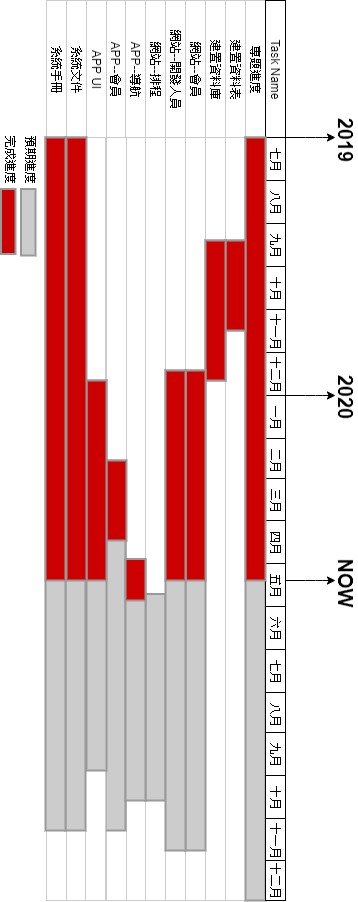 2019
2020
NOW
Task Name
七月
八月
九月
十月
十一月
十二月
一月
二月
三月
四月
五月
六月
七月
八月
九月
十月
十一月
十二月
專題進度
建置資料表
建置資料庫
網站--會員
網站--開發人員
網站--排程
APP--導航
APP--會員
APP UI
系統文件
系統手冊
預期進度
完成進度